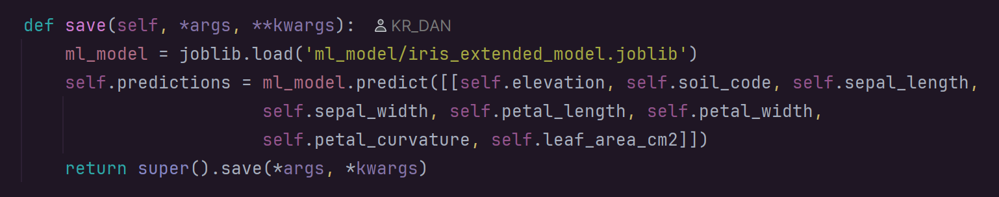 def save(self, *args, **kwargs): KR_DAN
ml_model = joblib.load('ml_model/iris_extended_model.joblib')
self.predictions = ml_model.predict([[self.elevation, self.soil_code, self.sepal_length,
self.sepal_width, self.petal_length, self.petal_width,
self.petal_curvature, self.leaf_area_cm2]])
return super().save(*args, *kwargs)